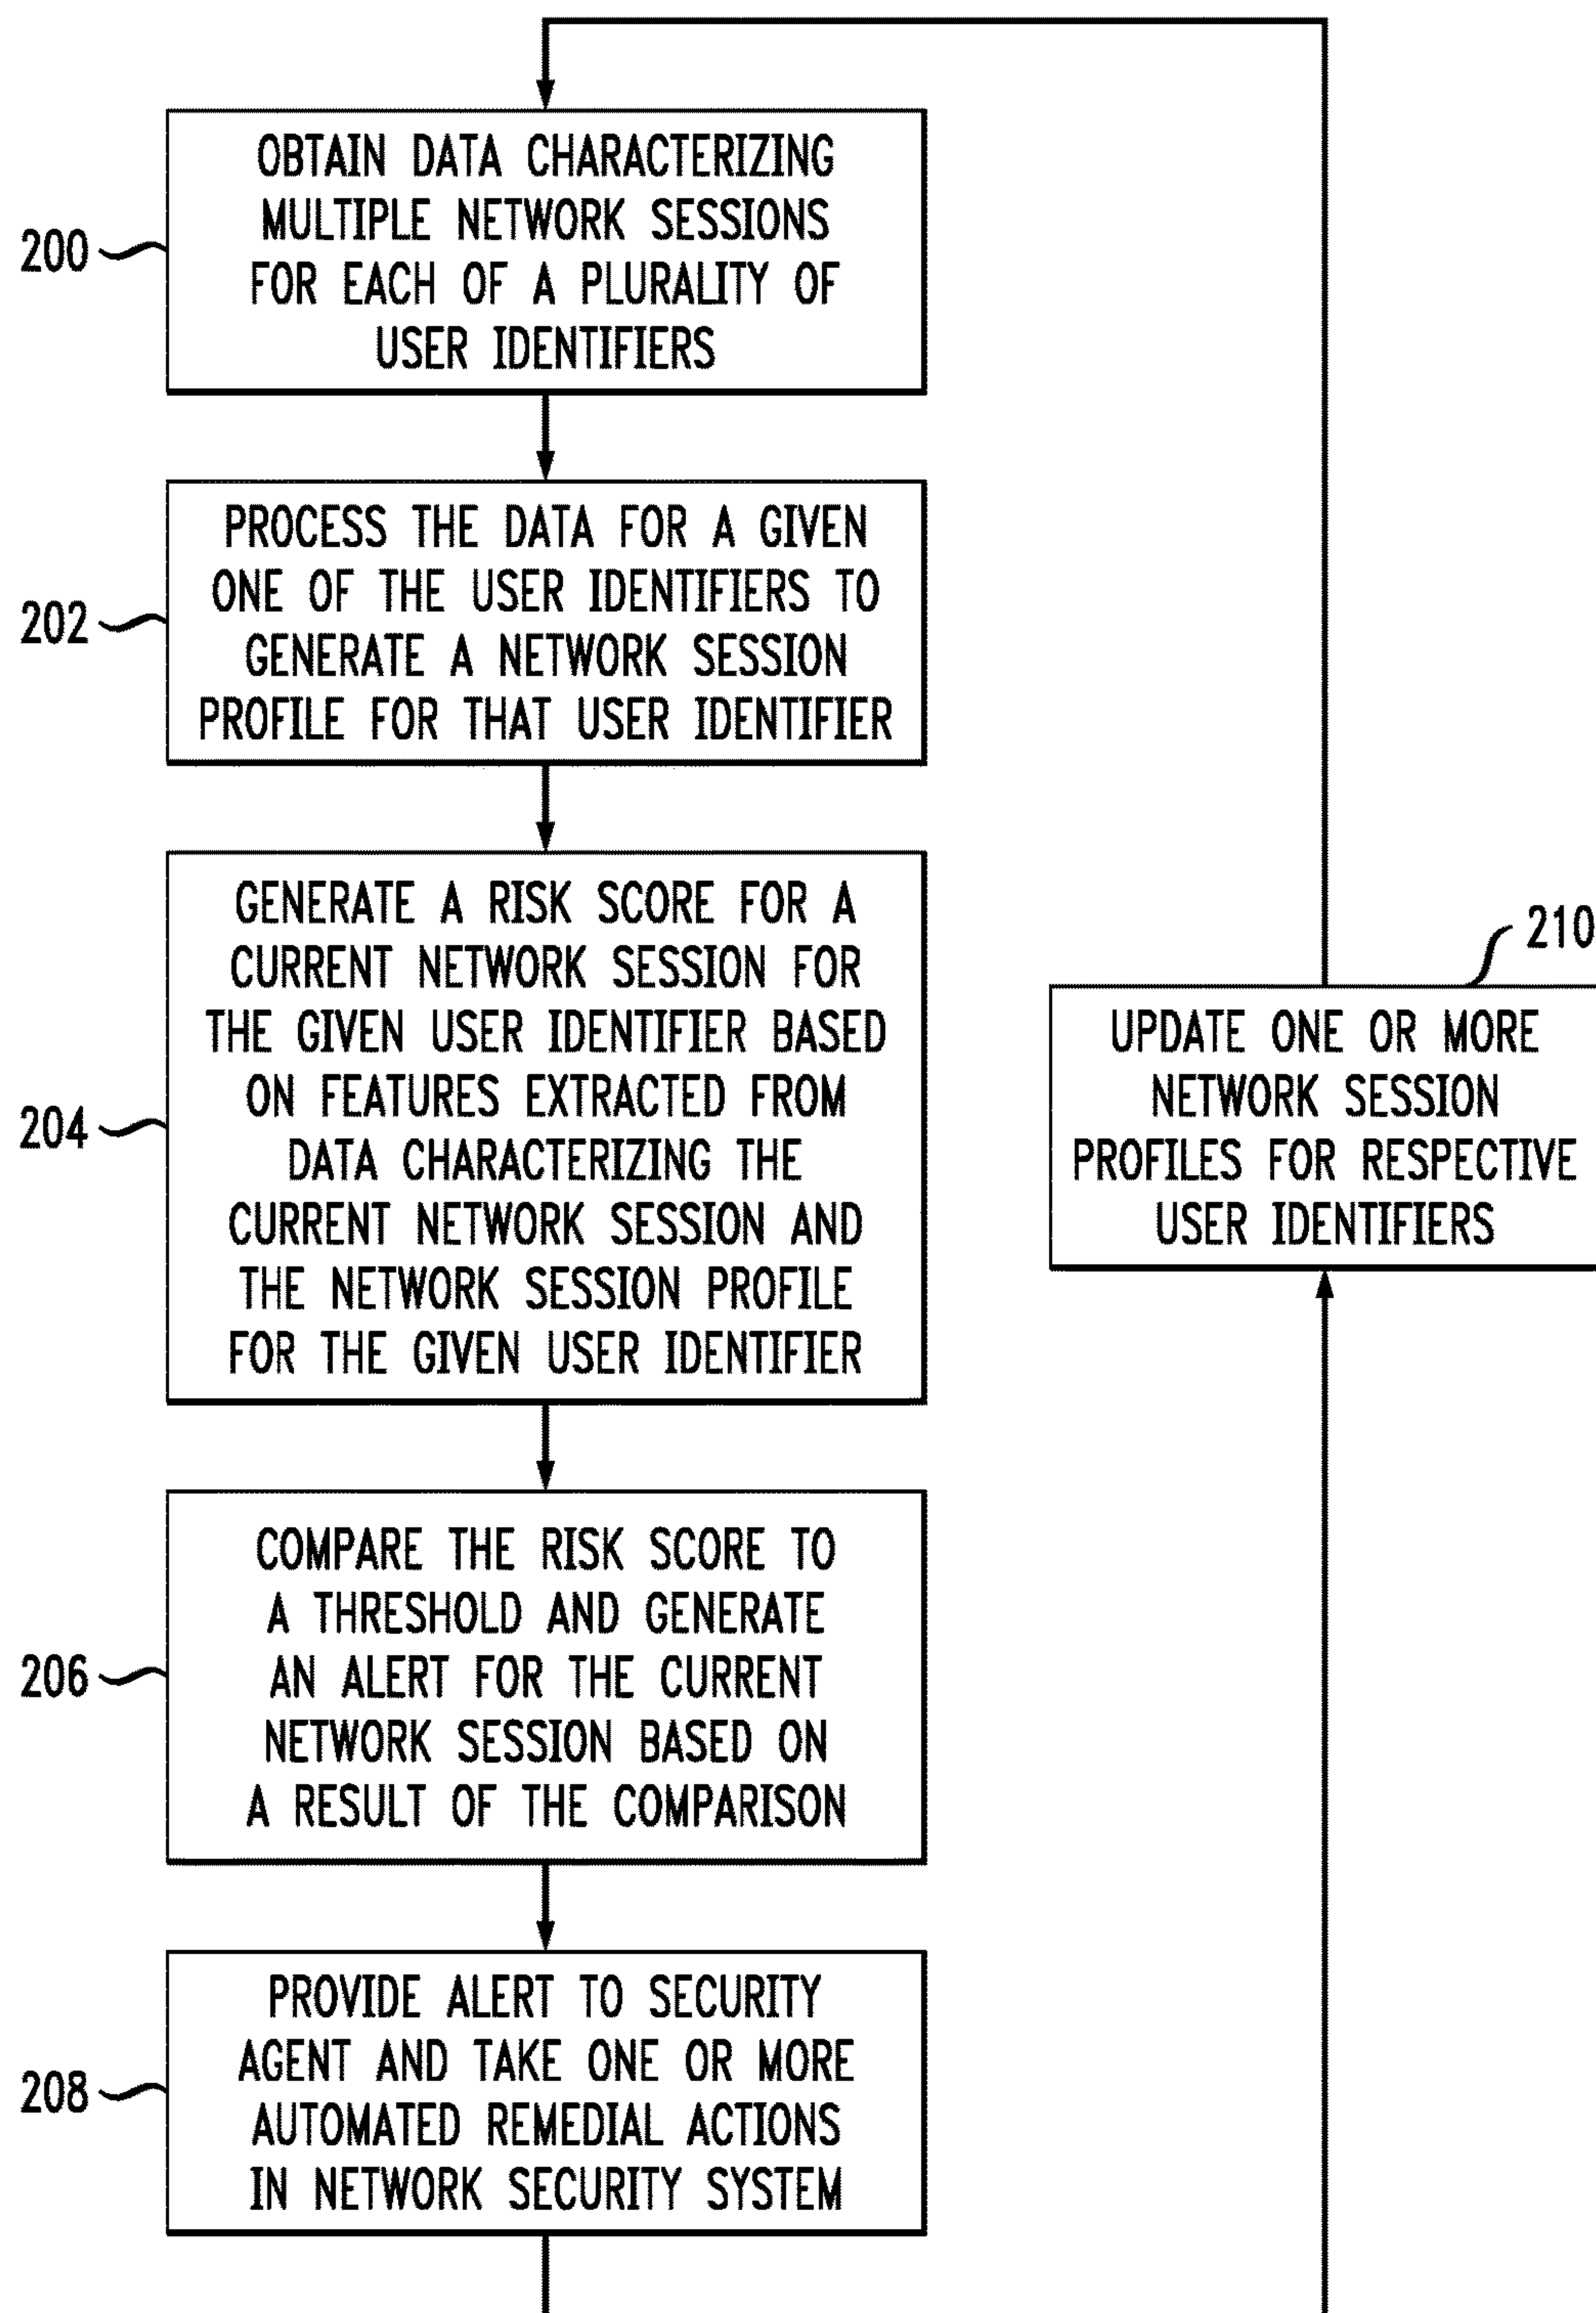 200
OBTAIN DATA CHARACTERIZING
MULTIPLE NETWORK SESSIONS
FOR EACH OF A PLURALITY OF
USER IDENTIFIERS
202
PROCESS THE DATA FOR A GIVEN
ONE OF THE USER IDENTIFIERS TO
GENERATE A NETWORK SESSION
PROFILE FOR THAT USER IDENTIFIER
204
GENERATE A RISK SCORE FOR A
CURRENT NETWORK SESSION FOR
THE GIVEN USER IDENTIFIER BASED
ON FEATURES EXTRACTED FROM
DATA CHARACTERIZING THE
CURRENT NETWORK SESSION AND
THE NETWORK SESSION PROFILE
FOR THE GIVEN USER IDENTIFIER
206
COMPARE THE RISK SCORE TO
A THRESHOLD AND GENERATE
AN ALERT FOR THE CURRENT
NETWORK SESSION BASED ON
A RESULT OF THE COMPARISON
208
PROVIDE ALERT TO SECURITY
AGENT AND TAKE ONE OR MORE
AUTOMATED REMEDIAL ACTIONS
IN NETWORK SECURITY SYSTEM
210
UPDATE ONE OR MORE
NETWORK SESSION
PROFILES FOR RESPECTIVE
USER IDENTIFIERS